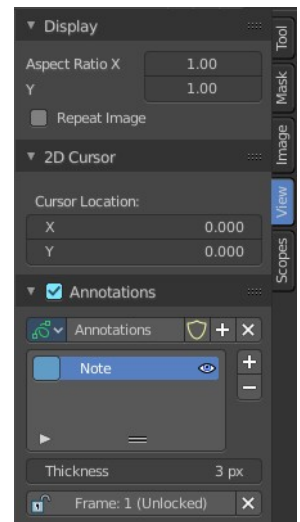 Display
Aspect Ratio X 1.00
Y 1.00
Repeat Image
2D Cursor
Cursor Location:
X 0.000
Y 0.000
Annotations
Annotations
Note
Thickness 3 px
Frame: 1 (Unlocked)
Tool
Mask
Image
View
Scopes